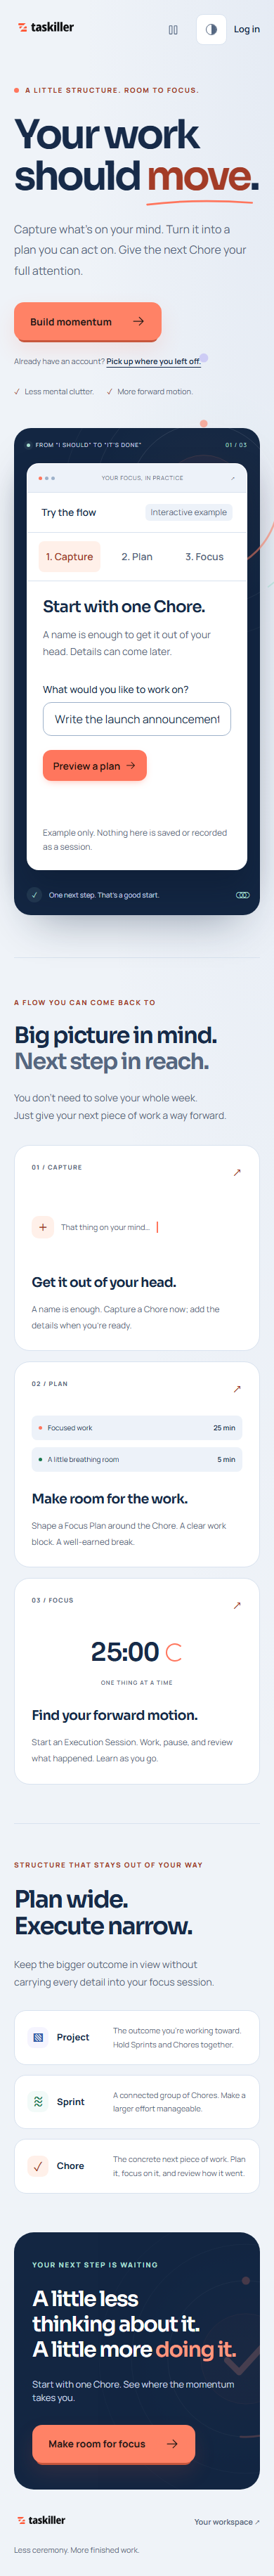 taskiller
Log in
A LITTLE STRUCTURE. ROOM TO FOCUS.
Your work
should move.
Capture what's on your mind. Turn it into a
plan you can act on. Give the next Chore your
full attention.
Build momentum →
Already have an account? Pick up where you left off.
✓ Less mental clutter. ✓ More forward motion.
FROM "I SHOULD" TO "IT'S DONE" 01 / 03
YOUR FOCUS, IN PRACTICE ↗
Try the flow Interactive example
1. Capture 2. Plan 3. Focus
Start with one Chore.
A name is enough to get it out of your
head. Details can come later.
What would you like to work on?
Write the launch announcement
Preview a plan →
Example only. Nothing here is saved or recorded
as a session.
✓ One next step. That's a good start.
A FLOW YOU CAN COME BACK TO
Big picture in mind.
Next step in reach.
You don't need to solve your whole week.
Just give your next piece of work a way forward.
01 / CAPTURE ↗
+ That thing on your mind...
Get it out of your head.
A name is enough. Capture a Chore now; add the
details when you're ready.
02 / PLAN ↗
Focused work 25 min
A little breathing room 5 min
Make room for the work.
Shape a Focus Plan around the Chore. A clear work
block. A well-earned break.
03 / FOCUS ↗
25:00
ONE THING AT A TIME
Find your forward motion.
Start an Execution Session. Work, pause, and review
what happened. Learn as you go.
STRUCTURE THAT STAYS OUT OF YOUR WAY
Plan wide.
Execute narrow.
Keep the bigger outcome in view without
carrying every detail into your focus session.
Project
The outcome you're working toward.
Hold Sprints and Chores together.
Sprint
A connected group of Chores. Make a
larger effort manageable.
Chore
The concrete next piece of work. Plan
it, focus on it, and review how it went.
YOUR NEXT STEP IS WAITING
A little less
thinking about it.
A little more doing it.
Start with one Chore. See where the momentum
takes you.
Make room for focus →
taskiller
Your workspace ↗
Less ceremony. More finished work.